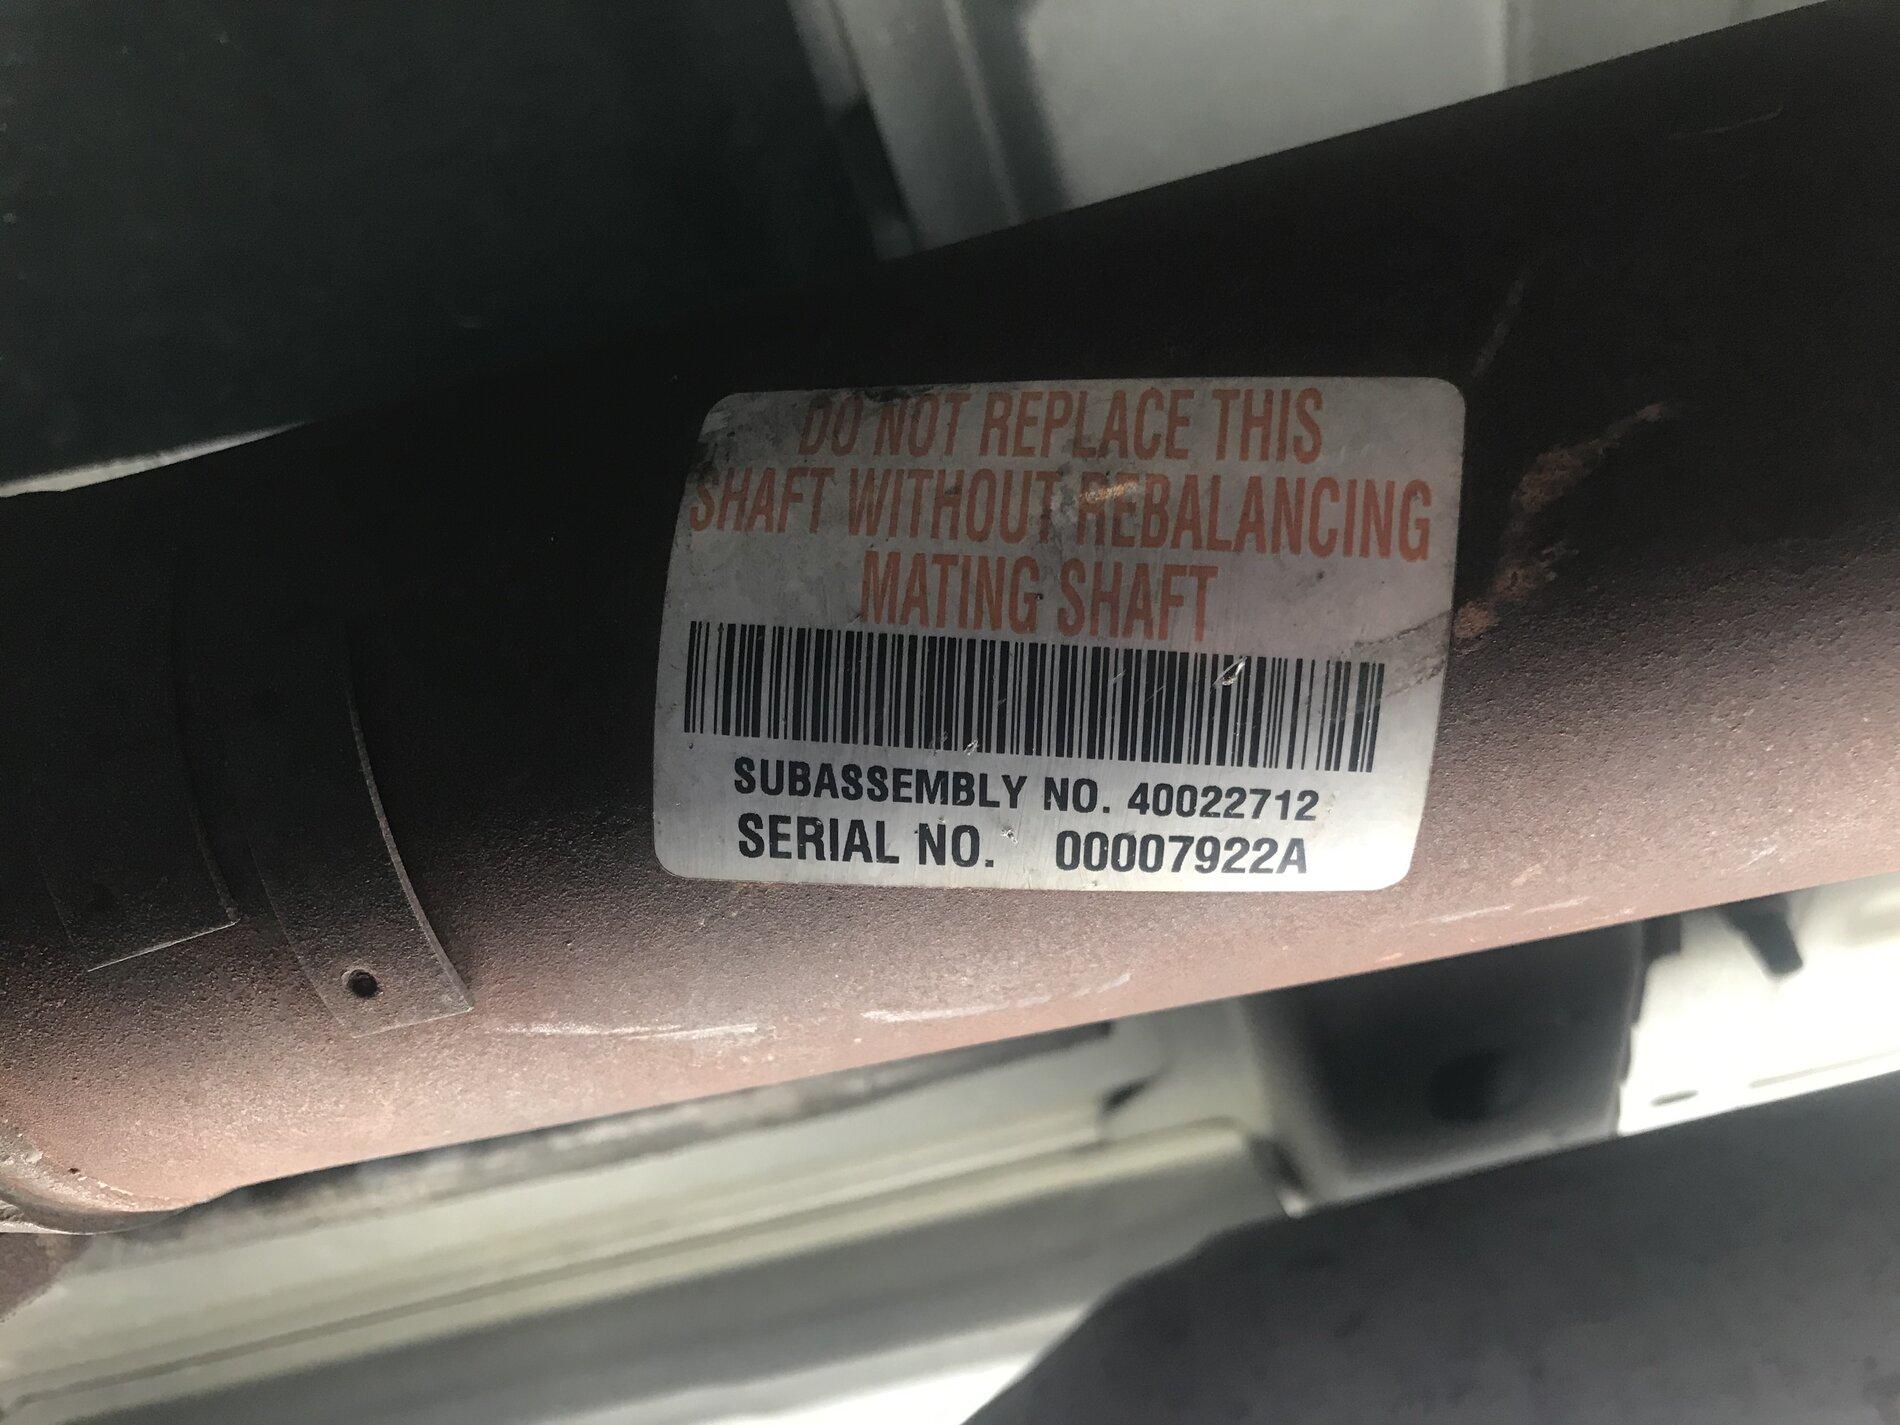 DO NOT REPLACE THIS
SHAFT WITHOUT REBALANCING
MATING SHAFT
SUBASSEMBLY NO. 40022712
SERIAL NO. 00007922A